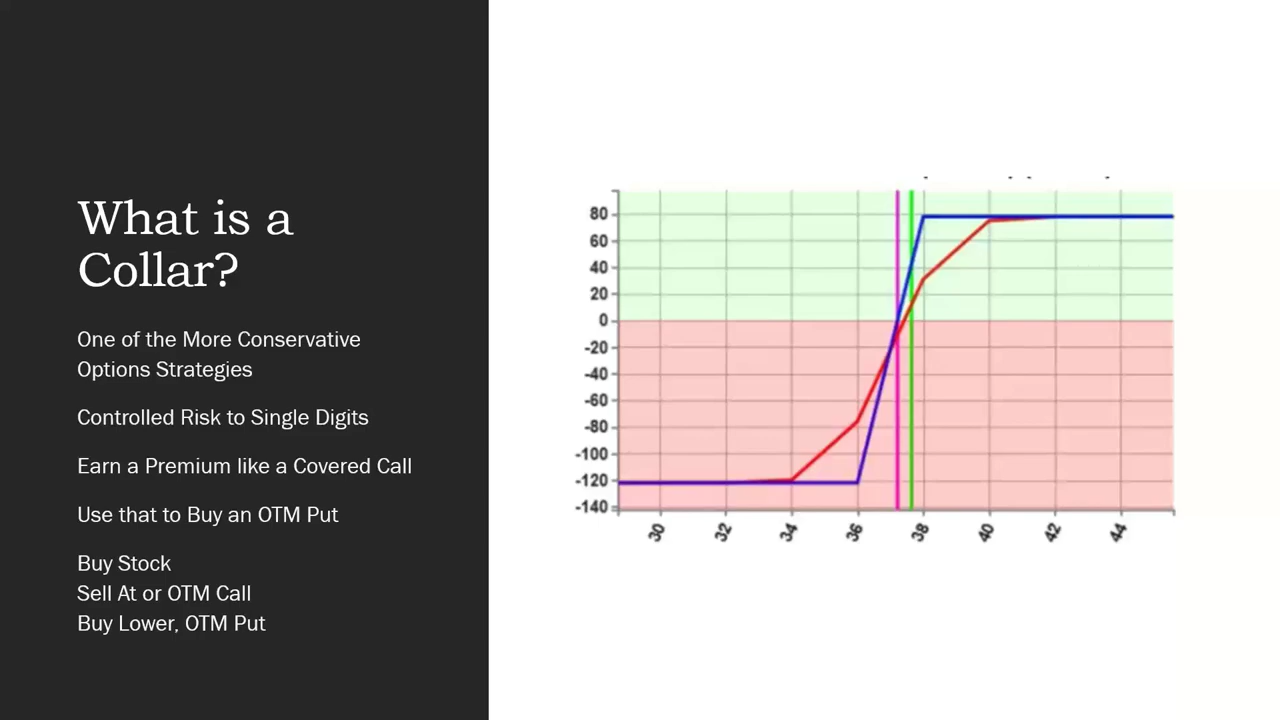 What is a
Collar?
One of the More Conservative
Options Strategies
Controlled Risk to Single Digits
Earn a Premium like a Covered Call
Use that to Buy an OTM Put
Buy Stock
Sell At or OTM Call
Buy Lower, OTM Put
80
60
40
20
0
-20
-40
-60
-80
-100
-120
-140
30
32
34
36
38
40
42
44